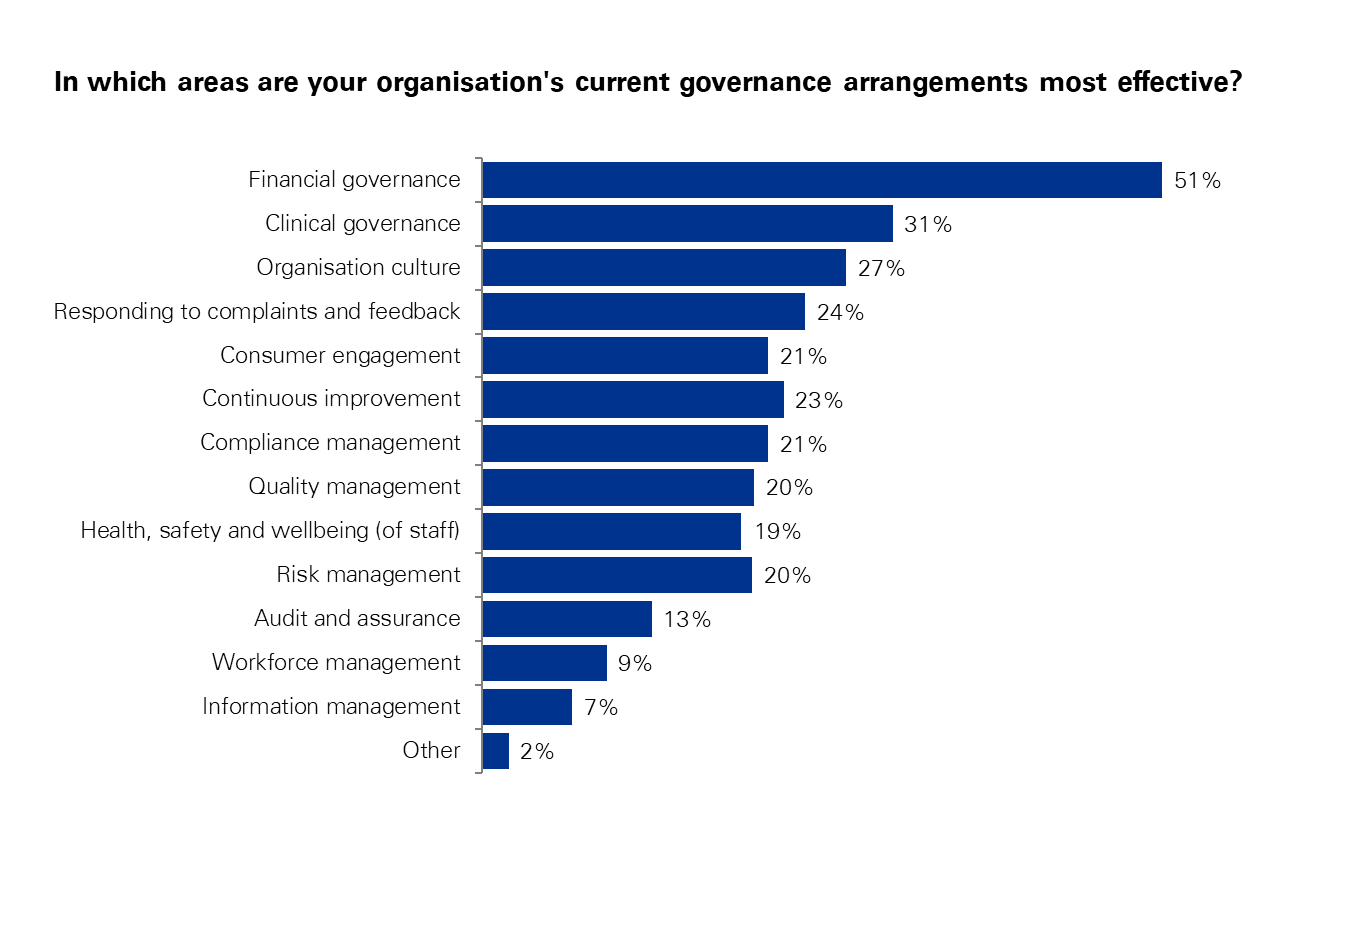 In which areas are your organisation's current governance arrangements most effective?
Financial governance 51%
Clinical governance 31%
Organisation culture 27%
Responding to complaints and feedback 24%
Consumer engagement 21%
Continuous improvement 23%
Compliance management 21%
Quality management 20%
Health, safety and wellbeing (of staff) 19%
Risk management 20%
Audit and assurance 13%
Workforce management 9%
Information management 7%
Other 2%